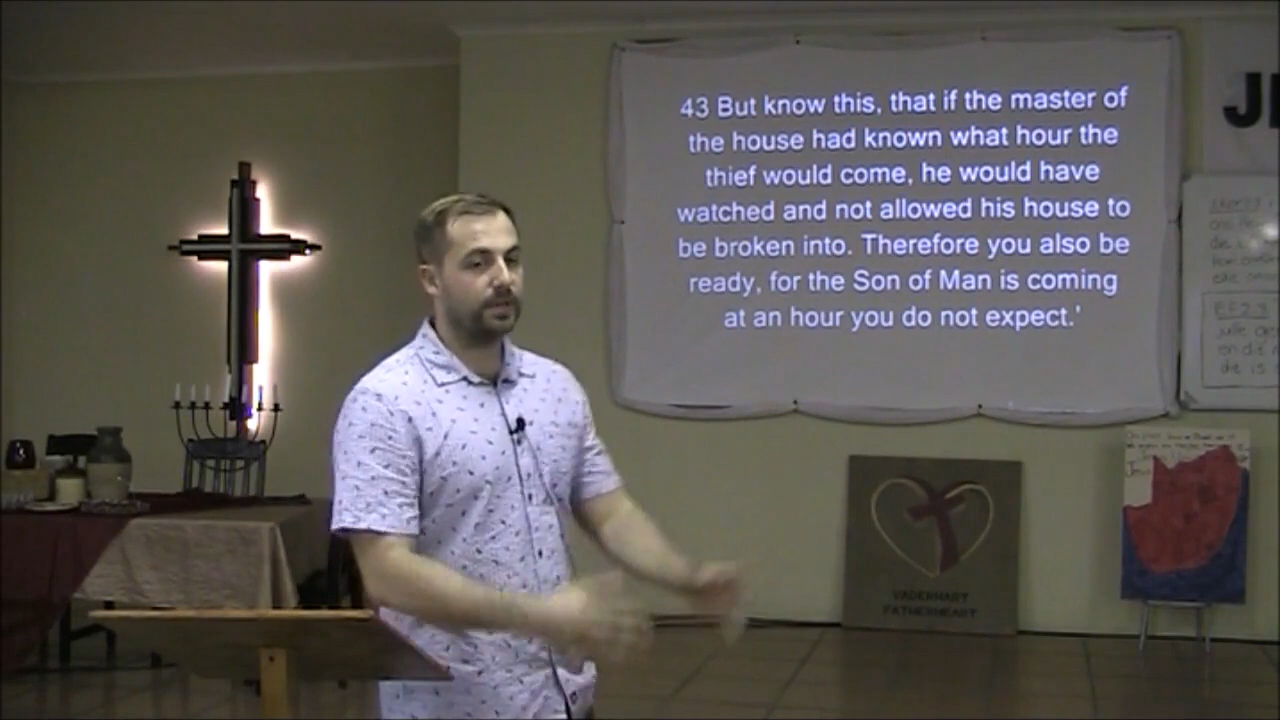 43 But know this, that if the master of
the house had known what hour the
thief would come, he would have
watched and not allowed his house to
be broken into. Therefore you also be
ready, for the Son of Man is coming
at an hour you do not expect.'
VADERHART
FATHERHEART